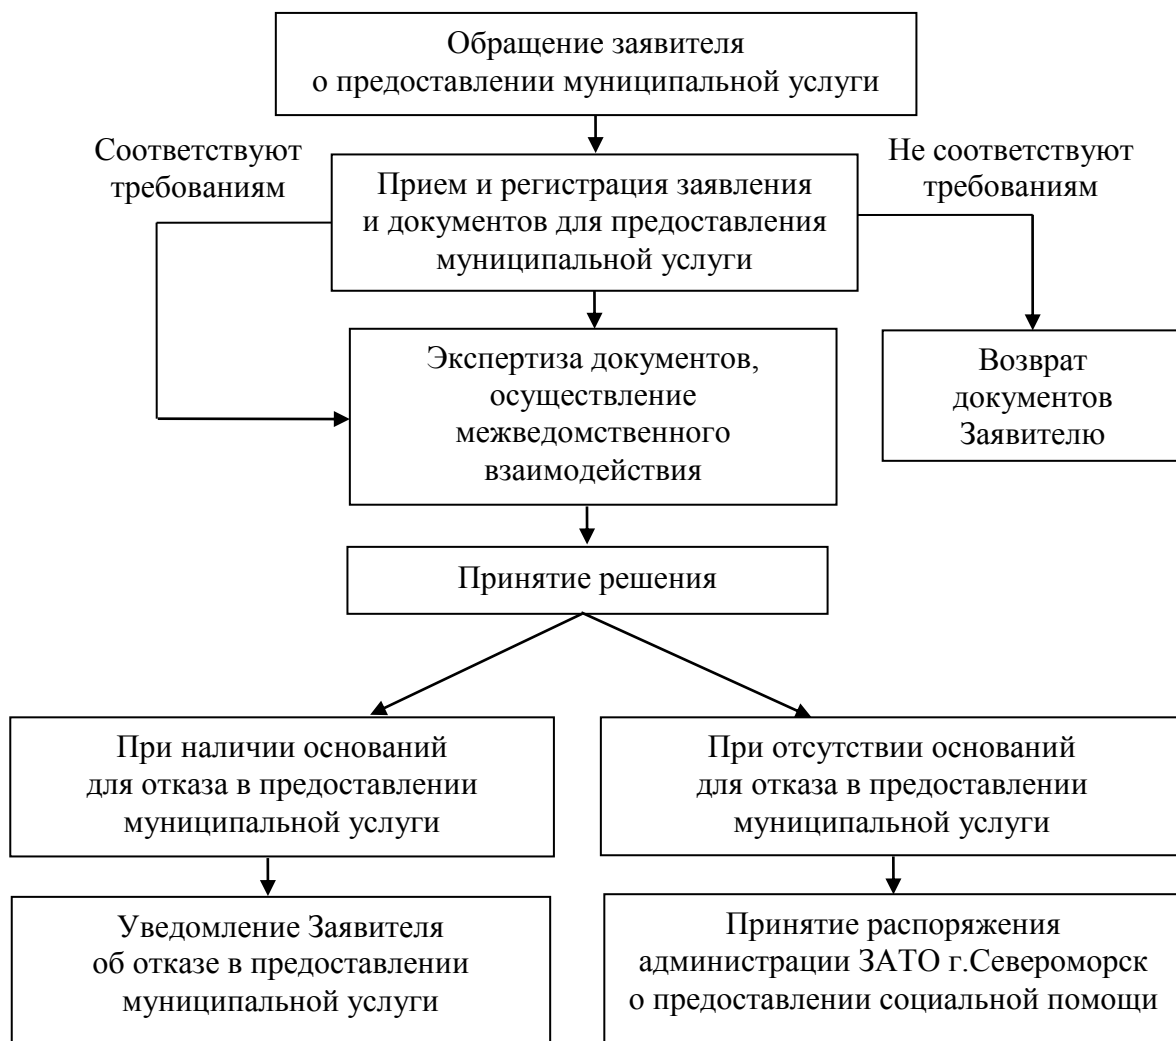 Обращение заявителя
о предоставлении муниципальной услуги
Соответствуют
требованиям
Не соответствуют
требованиям
Прием и регистрация заявления
и документов для предоставления
муниципальной услуги
Экспертиза документов,
осуществление
межведомственного
взаимодействия
Возврат
документов
Заявителю
Принятие решения
При наличии оснований
для отказа в предоставлении
муниципальной услуги
При отсутствии оснований
для отказа в предоставлении
муниципальной услуги
Уведомление Заявителя
об отказе в предоставлении
муниципальной услуги
Принятие распоряжения
администрации ЗАТО г.Североморск
о предоставлении социальной помощи